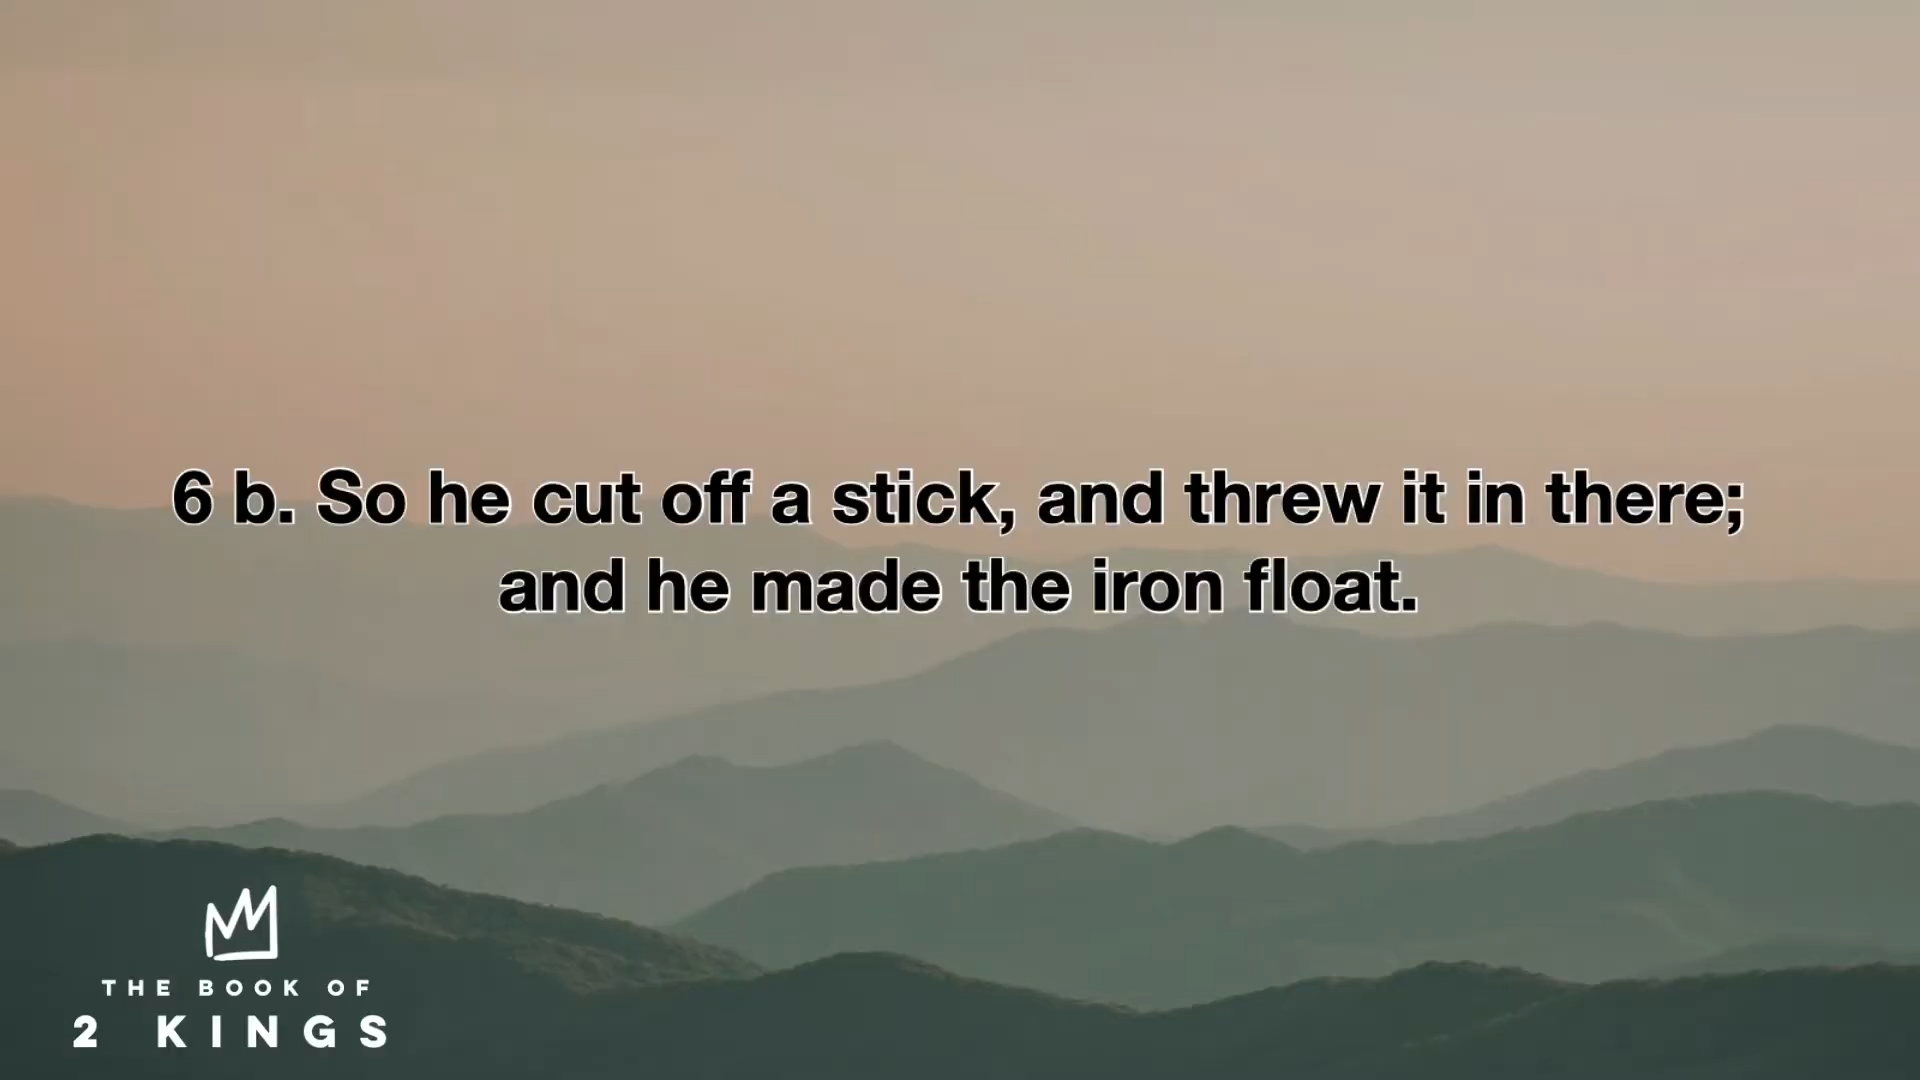 6 b. So he cut off a stick, and threw it in there;
and he made the iron float.
THE BOOK OF
2 KINGS